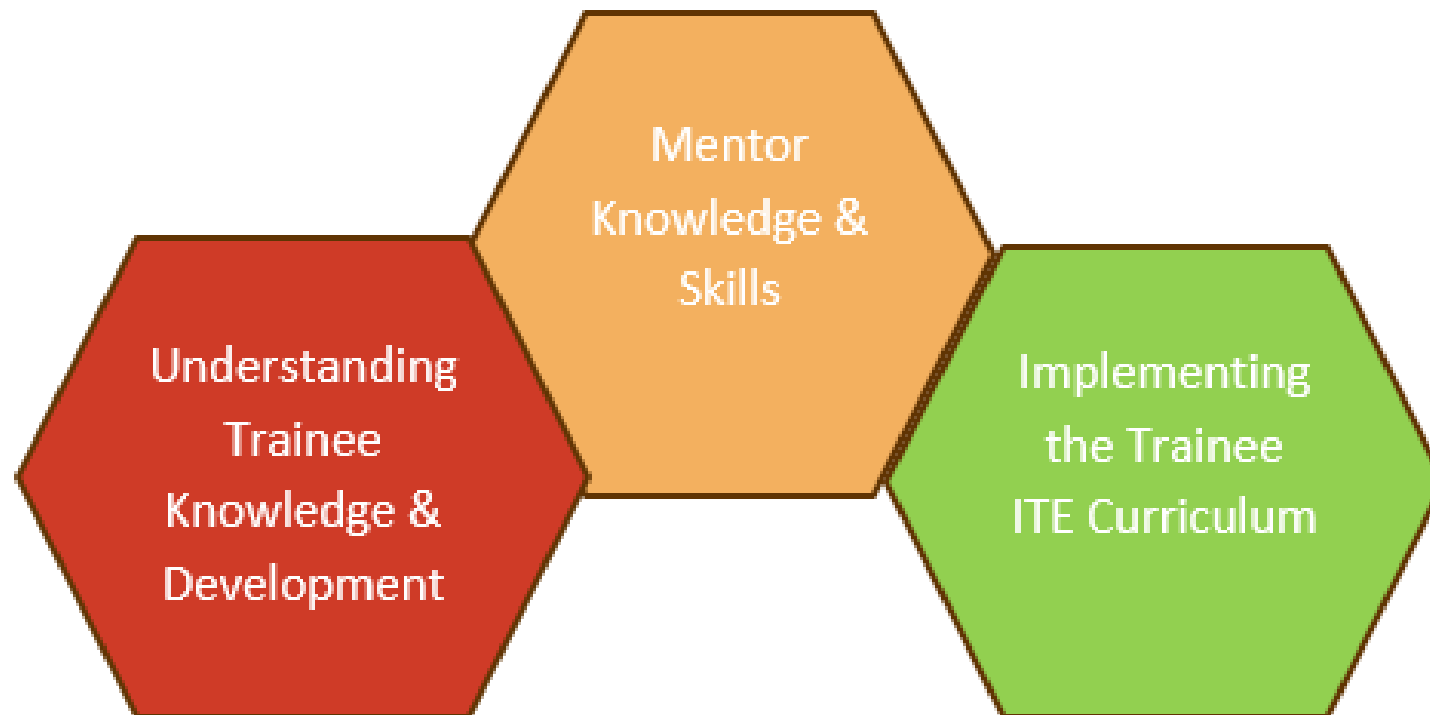 Understanding
Trainee
Knowledge &
Development
Mentor
Knowledge &
Skills
Implementing
the Trainee
ITE Curriculum